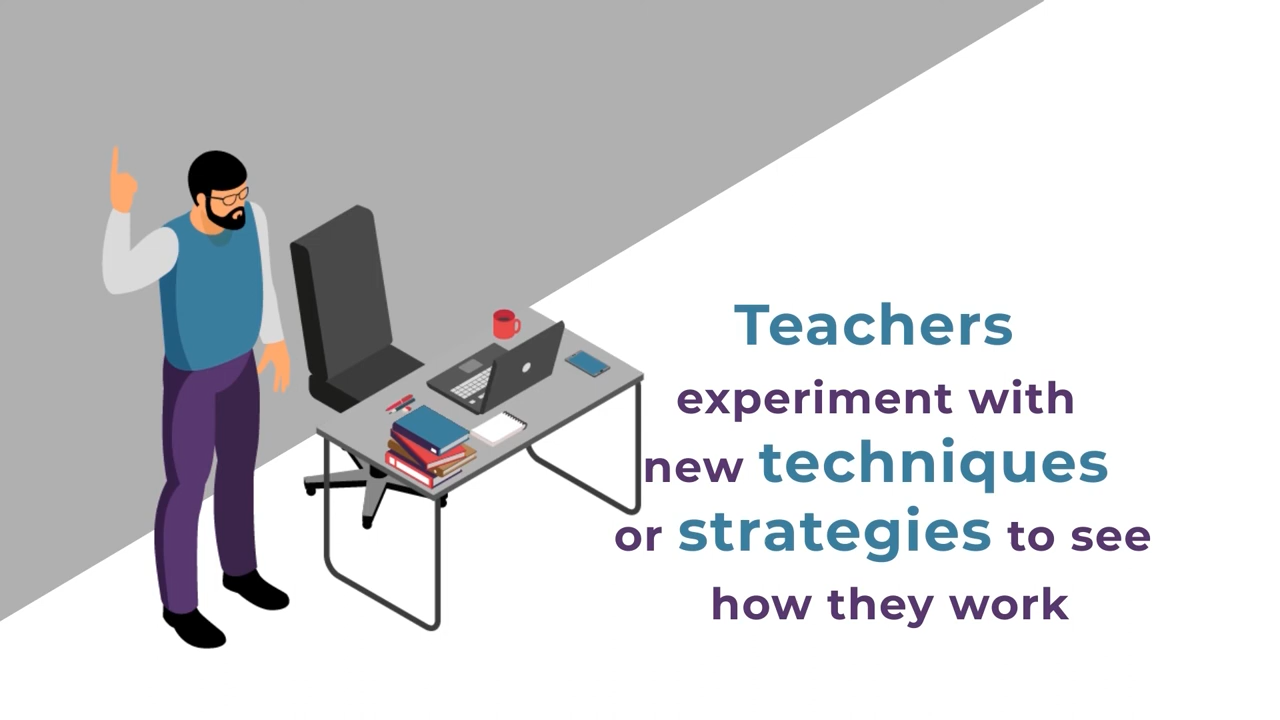 Teachers
experiment with
new techniques
or strategies to see
how they work